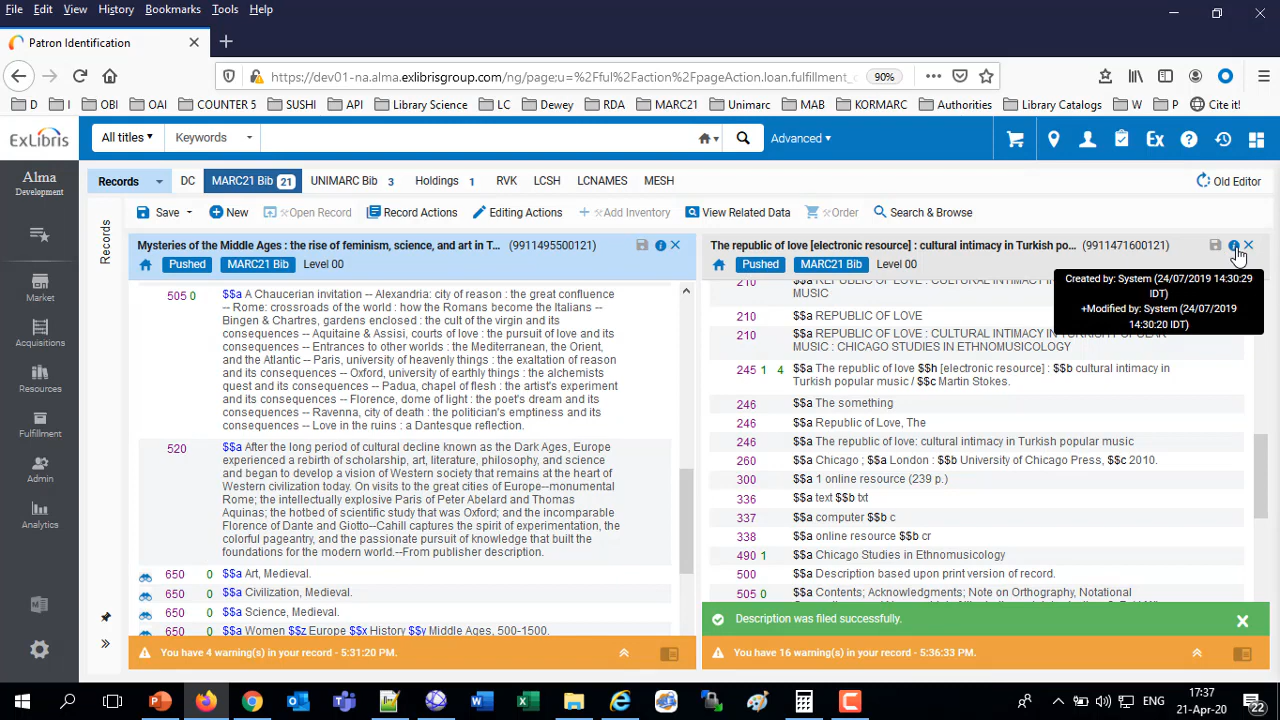 File Edit View History Bookmarks Tools Help
Patron Identification
https://dev01-na.alma.exlibrisgroup.com/ng/page;u=%2Fful%2Faction%2FpageAction.loan.fulfillment_c 90%
D I OBI OAI COUNTER 5 SUSHI API Library Science LC Dewey RDA MARC21 Unimarc MAB KORMARC Authorities Library Catalogs W P Cite it!
ExLibris All titles Keywords Advanced Ex
Alma
Development
Records DC MARC21 Bib 21 UNIMARC Bib 3 Holdings 1 RVK LCSH LCNAMES MESH Old Editor
Save New Open Record Record Actions Editing Actions Add Inventory View Related Data Order Search & Browse
Market
Acquisitions
Resources
Fulfillment
Admin
Analytics
Records
Mysteries of the Middle Ages : the rise of feminism, science, and art in T... (9911495500121)
Pushed MARC21 Bib Level 00
505 0 $$a A Chaucerian invitation -- Alexandria: city of reason : the great confluence
-- Rome: crossroads of the world : how the Romans become the Italians --
Bingen & Chartres, gardens enclosed : the cult of the virgin and its
consequences -- Aquitaine & Assisi, courts of love : the pursuit of love and its
consequences -- Entrances to other worlds : the Mediterranean, the Orient,
and the Atlantic -- Paris, university of heavenly things : the exaltation of reason
and its consequences -- Oxford, university of earthly things : the alchemists
quest and its consequences -- Padua, chapel of flesh : the artist's experiment
and its consequences -- Florence, dome of light : the poet's dream and its
consequences -- Ravenna, city of death : the politician's emptiness and its
consequences -- Love in the ruins : a Dantesque reflection.
520 $$a After the long period of cultural decline known as the Dark Ages, Europe
experienced a rebirth of scholarship, art, literature, philosophy, and science
and began to develop a vision of Western society that remains at the heart of
Western civilization today. On visits to the great cities of Europe--monumental
Rome; the intellectually explosive Paris of Peter Abelard and Thomas
Aquinas; the hotbed of scientific study that was Oxford; and the incomparable
Florence of Dante and Giotto--Cahill captures the spirit of experimentation, the
colorful pageantry, and the passionate pursuit of knowledge that built the
foundations for the modern world.--From publisher description.
650 0 $$a Art, Medieval.
650 0 $$a Civilization, Medieval.
650 0 $$a Science, Medieval.
650 0 $$a Women $$z Europe $$x History $$y Middle Ages, 500-1500.
You have 4 warning(s) in your record - 5:31:20 PM.
The republic of love [electronic resource] : cultural intimacy in Turkish po... (9911471600121)
Pushed MARC21 Bib Level 00
Created by: System (24/07/2019 14:30:29
IDT)
+Modified by: System (24/07/2019
14:30:20 IDT)
210 $$a REPUBLIC OF LOVE : CULTURAL INTIMACY IN
MUSIC
210 $$a REPUBLIC OF LOVE
210 $$a REPUBLIC OF LOVE : CULTURAL INTIMACY IN TURKISH POPULAR
MUSIC : CHICAGO STUDIES IN ETHNOMUSICOLOGY
245 1 4 $$a The republic of love $$h [electronic resource] : $$b cultural intimacy in
Turkish popular music / $$c Martin Stokes.
246 $$a The something
246 $$a Republic of Love, The
246 $$a The republic of love: cultural intimacy in Turkish popular music
260 $$a Chicago ; $$a London : $$b University of Chicago Press, $$c 2010.
300 $$a 1 online resource (239 p.)
336 $$a text $$b txt
337 $$a computer $$b c
338 $$a online resource $$b cr
490 1 $$a Chicago Studies in Ethnomusicology
500 $$a Description based upon print version of record.
505 0 $$a Contents; Acknowledgments; Note on Orthography, Notational
Description was filed successfully.
You have 16 warning(s) in your record - 5:36:33 PM.
ENG 17:37
21-Apr-20 22